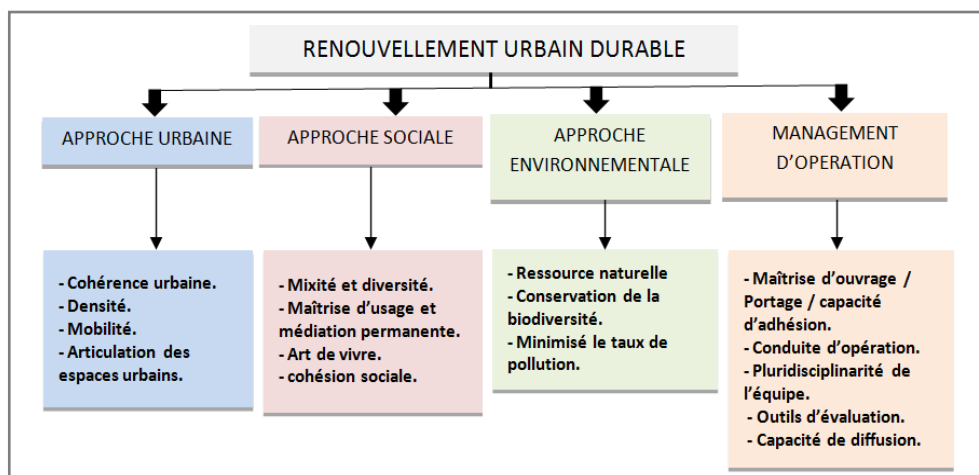 RENOUVELLEMENT URBAIN DURABLE
APPROCHE URBAINE
APPROCHE SOCIALE
APPROCHE
ENVIRONNEMENTALE
MANAGEMENT
D'OPERATION
- Cohérence urbaine.
- Densité.
- Mobilité.
- Articulation des
espaces urbains.
- Mixité et diversité.
- Maîtrise d'usage et
médiation permanente.
- Art de vivre.
- cohésion sociale.
- Ressource naturelle
- Conservation de la
biodiversité.
- Minimisé le taux de
pollution.
- Maîtrise d'ouvrage /
Portage / capacité
d'adhésion.
- Conduite d'opération.
- Pluridisciplinarité de
l'équipe.
- Outils d'évaluation.
- Capacité de diffusion.